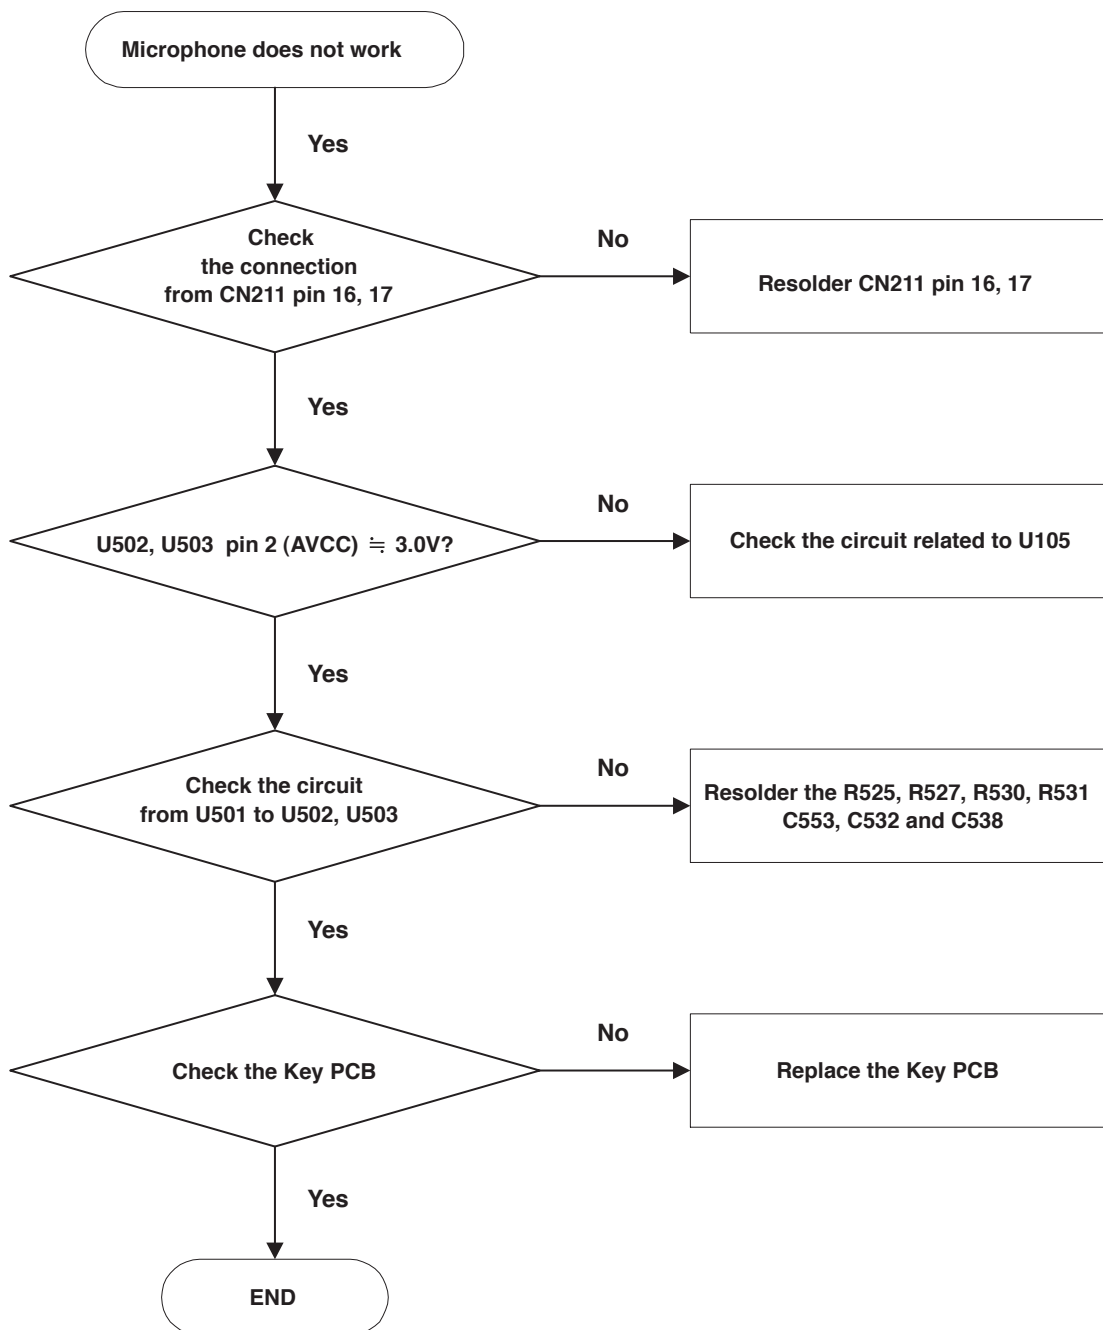 Microphone does not work
Yes
Check
the connection
from CN211 pin 16, 17
No
Resolder CN211 pin 16, 17
Yes
U502, U503 pin 2 (AVCC) ≒ 3.0V?
No
Check the circuit related to U105
Yes
Check the circuit
from U501 to U502, U503
No
Resolder the R525, R527, R530, R531
C553, C532 and C538
Yes
Check the Key PCB
No
Replace the Key PCB
Yes
END